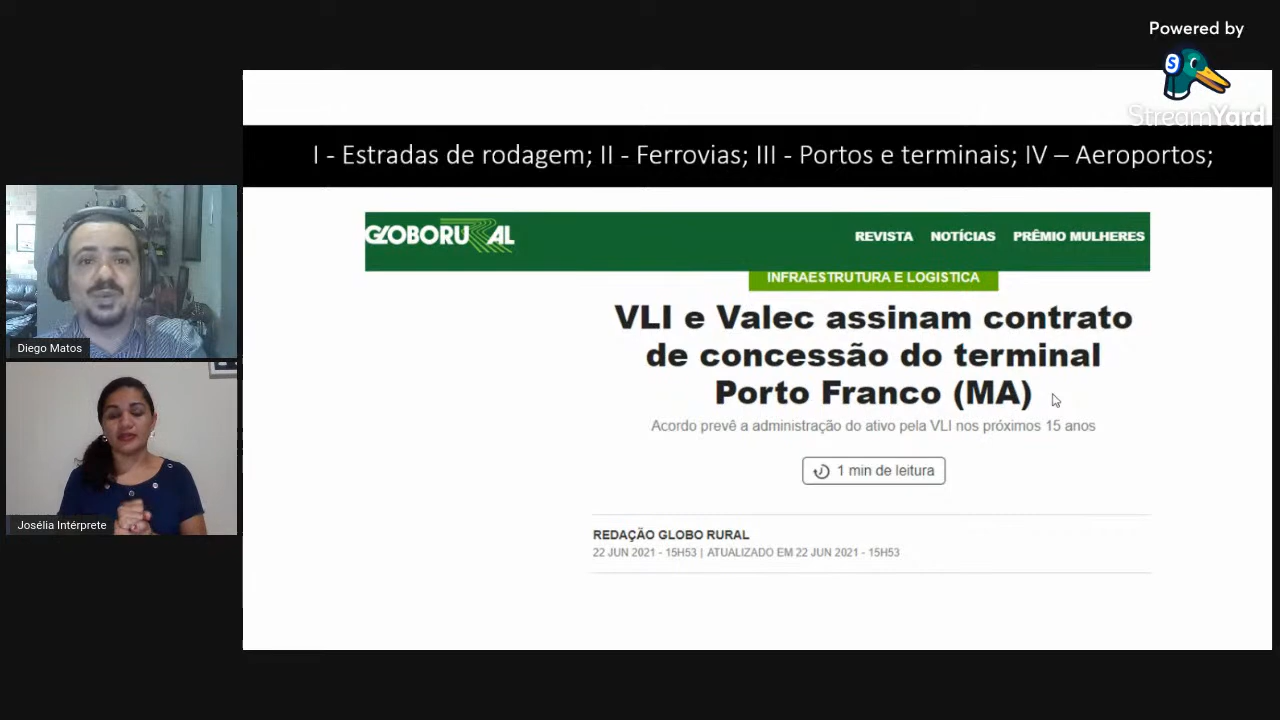 Powered by
StreamYard
I - Estradas de rodagem; II - Ferrovias; III - Portos e terminais; IV – Aeroportos;
GLOBORURAL
REVISTA NOTÍCIAS PRÊMIO MULHERES
INFRAESTRUTURA E LOGÍSTICA
VLI e Valec assinam contrato
de concessão do terminal
Porto Franco (MA)
Acordo prevê a administração do ativo pela VLI nos próximos 15 anos
1 min de leitura
REDAÇÃO GLOBO RURAL
22 JUN 2021 - 15H53 | ATUALIZADO EM 22 JUN 2021 - 15H53
Diego Matos
Josélia Intérprete